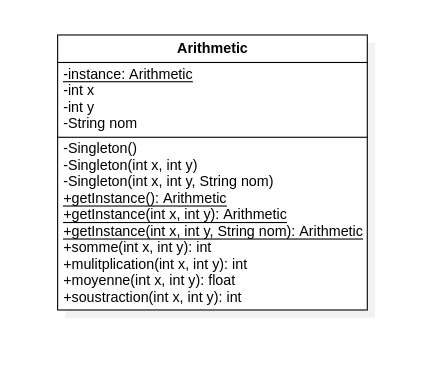 Arithmetic
-instance: Arithmetic
-int x
-int y
-String nom
-Singleton()
-Singleton(int x, int y)
-Singleton(int x, int y, String nom)
+getInstance(): Arithmetic
+getInstance(int x, int y): Arithmetic
+getInstance(int x, int y, String nom): Arithmetic
+somme(int x, int y): int
+mulitplication(int x, int y): int
+moyenne(int x, int y): float
+soustraction(int x, int y): int